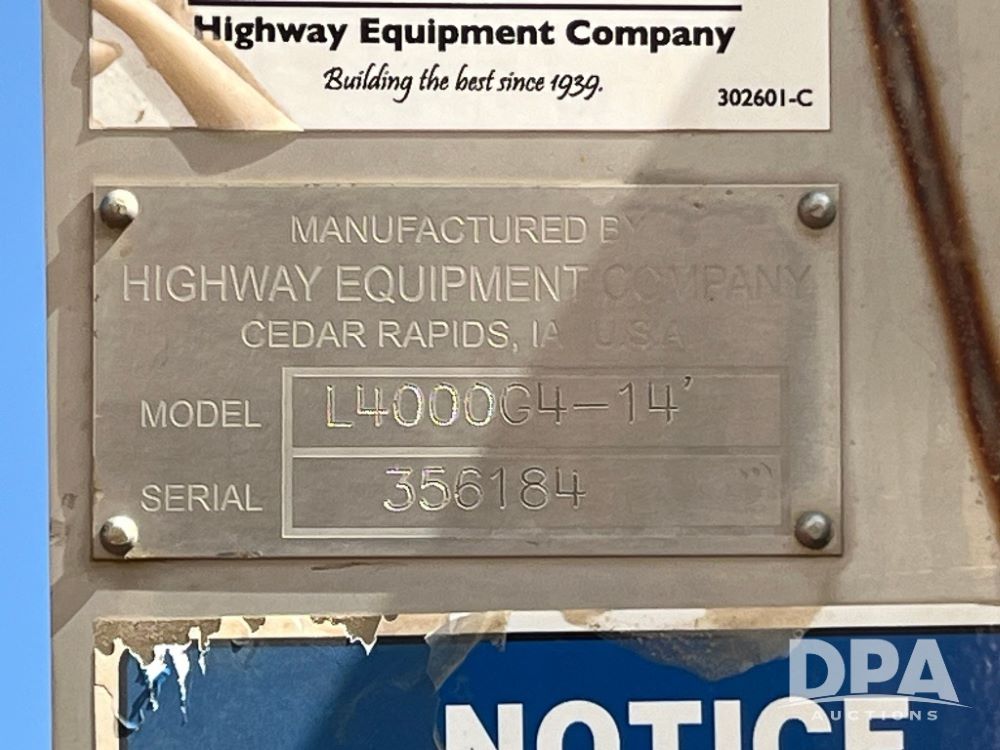 Highway Equipment Company
Building the best since 1939.
302601-C
MANUFACTURED BY
HIGHWAY EQUIPMENT COMPANY
CEDAR RAPIDS, IA U.S.A.
MODEL L4000G4-14'
SERIAL 356184
NOTICE
DPA
AUCTIONS